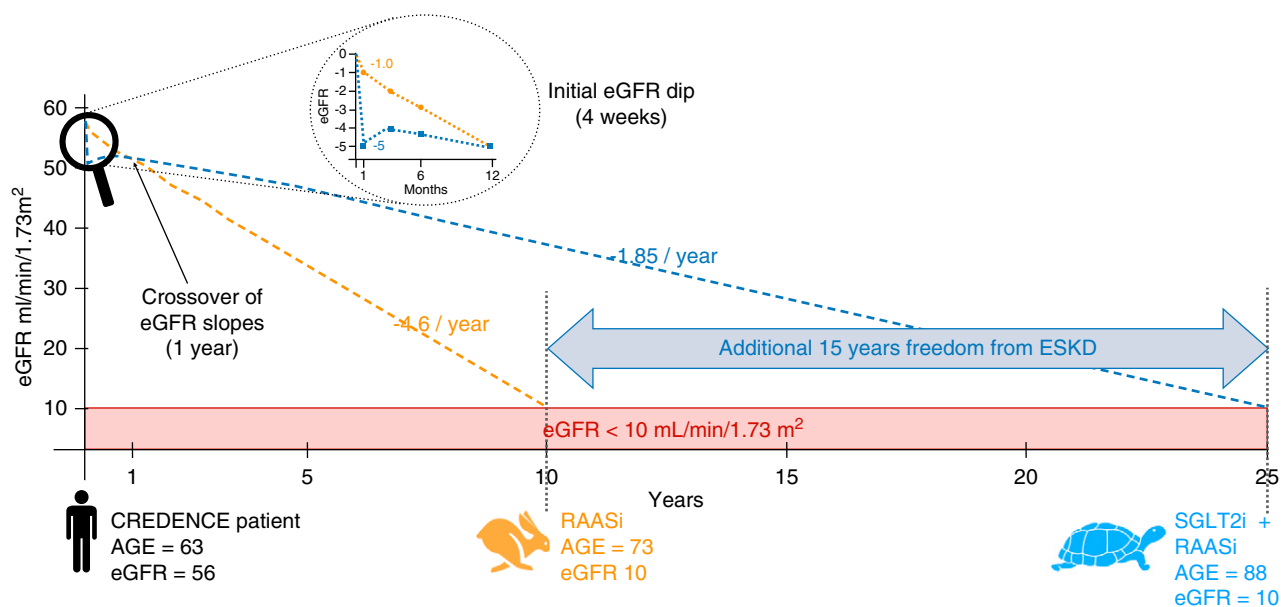 0
-1
-2
-3
-4
-5
eGFR
-1.0
-5
1
6
12
Months
Initial eGFR dip
(4 weeks)
60
50
40
30
20
10
eGFR ml/min/1.73m²
Crossover of
eGFR slopes
(1 year)
-4.6 / year
-1.85 / year
Additional 15 years freedom from ESKD
eGFR < 10 mL/min/1.73 m²
1
5
10
15
20
25
Years
CREDENCE patient
AGE = 63
eGFR = 56
RAASi
AGE = 73
eGFR 10
SGLT2i +
RAASi
AGE = 88
eGFR = 10